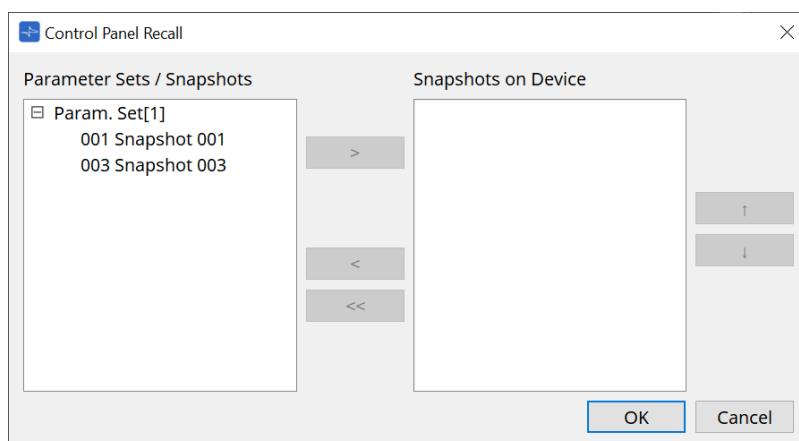 Control Panel Recall
Parameter Sets / Snapshots
Snapshots on Device
Param. Set[1]
001 Snapshot 001
003 Snapshot 003
>
<
<<
↑
↓
OK
Cancel